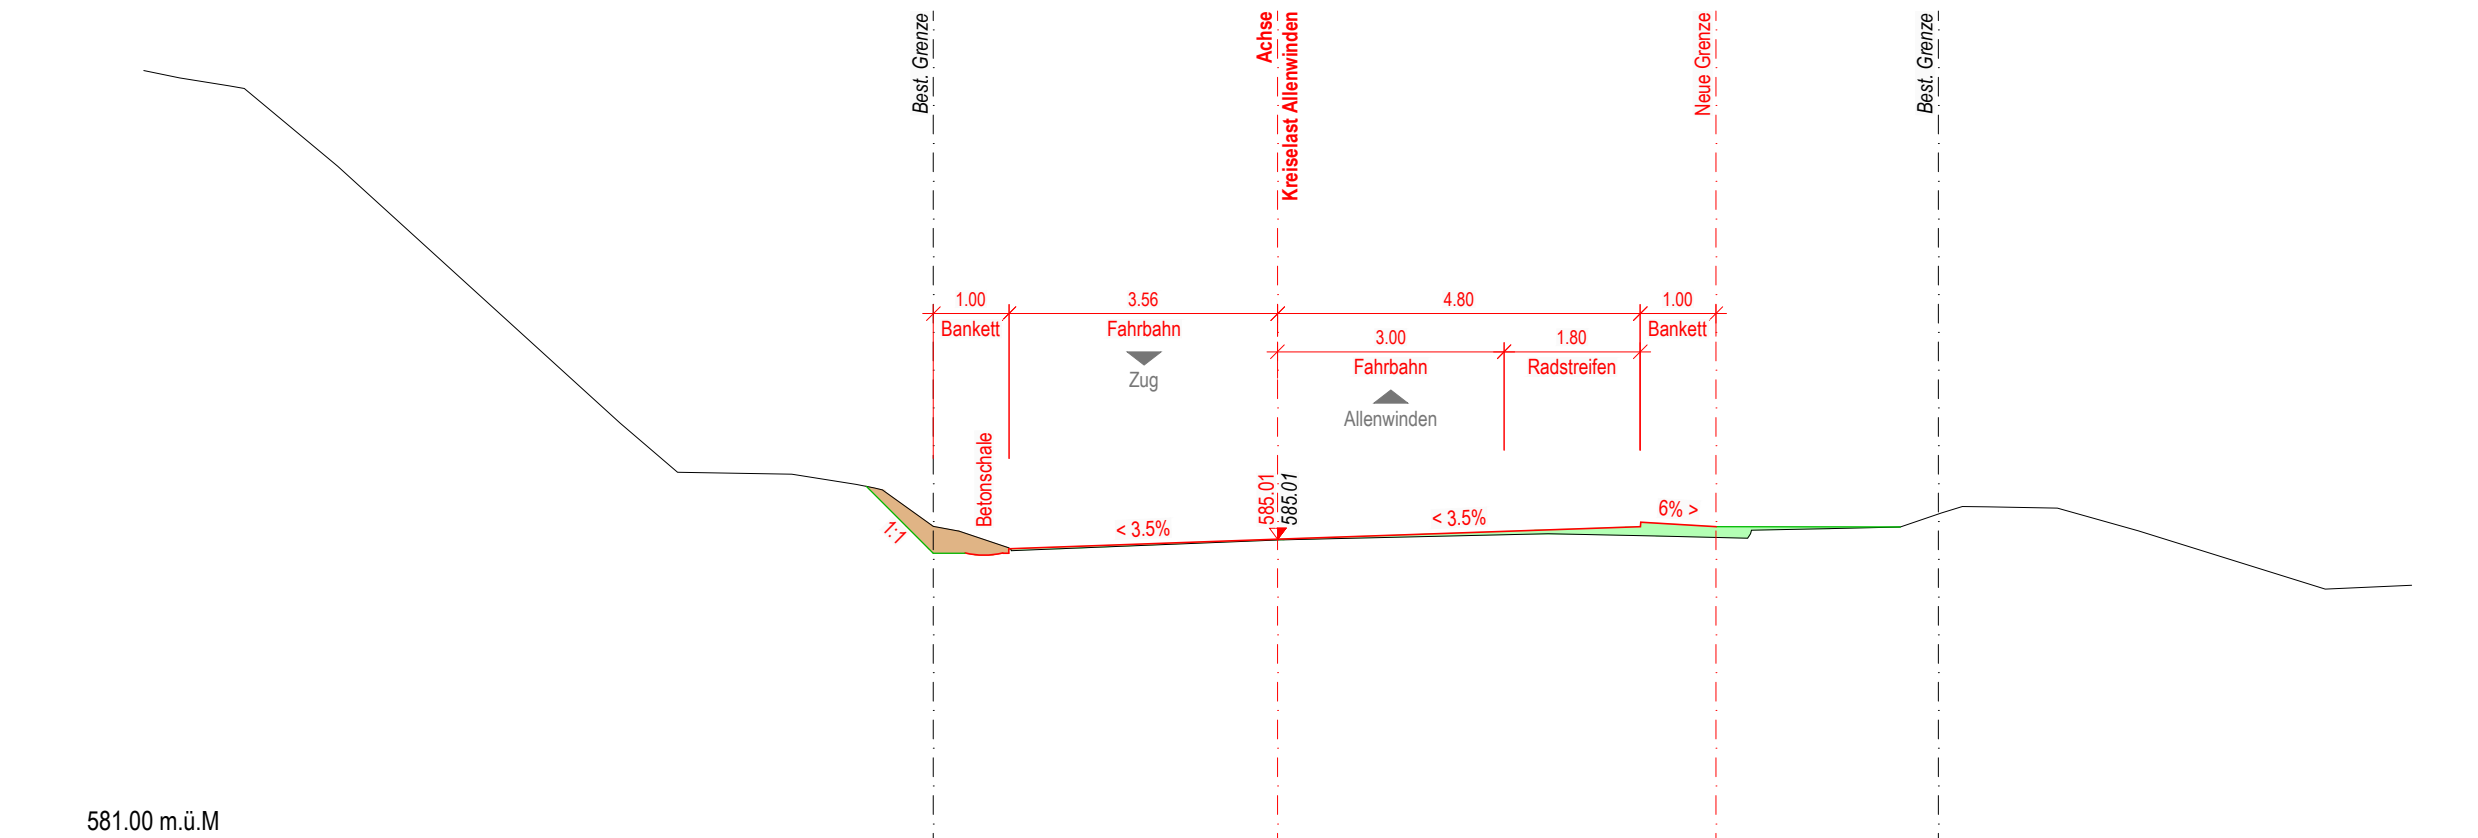 Best. Grenze
Achse
Kreiselast Allenwinden
Neue Grenze
Best. Grenze
1.00
3.56
4.80
1.00
Bankett
Fahrbahn
Bankett
3.00
1.80
Zug
Fahrbahn
Radstreifen
Allenwinden
Betonschale
585.01
585.01
1:1
< 3.5%
< 3.5%
6% >
581.00 m.ü.M